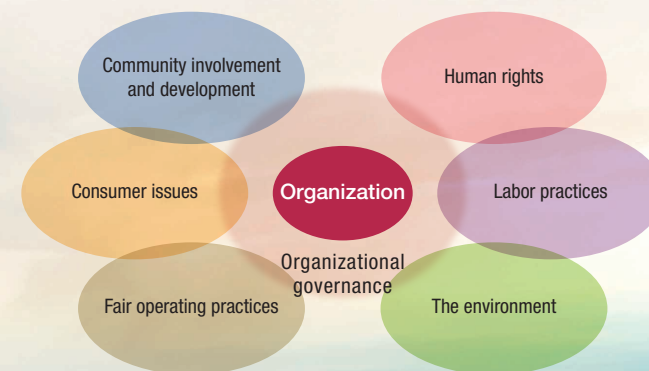 Community involvement
and development
Human rights
Consumer issues
Organization
Labor practices
Organizational
governance
Fair operating practices
The environment